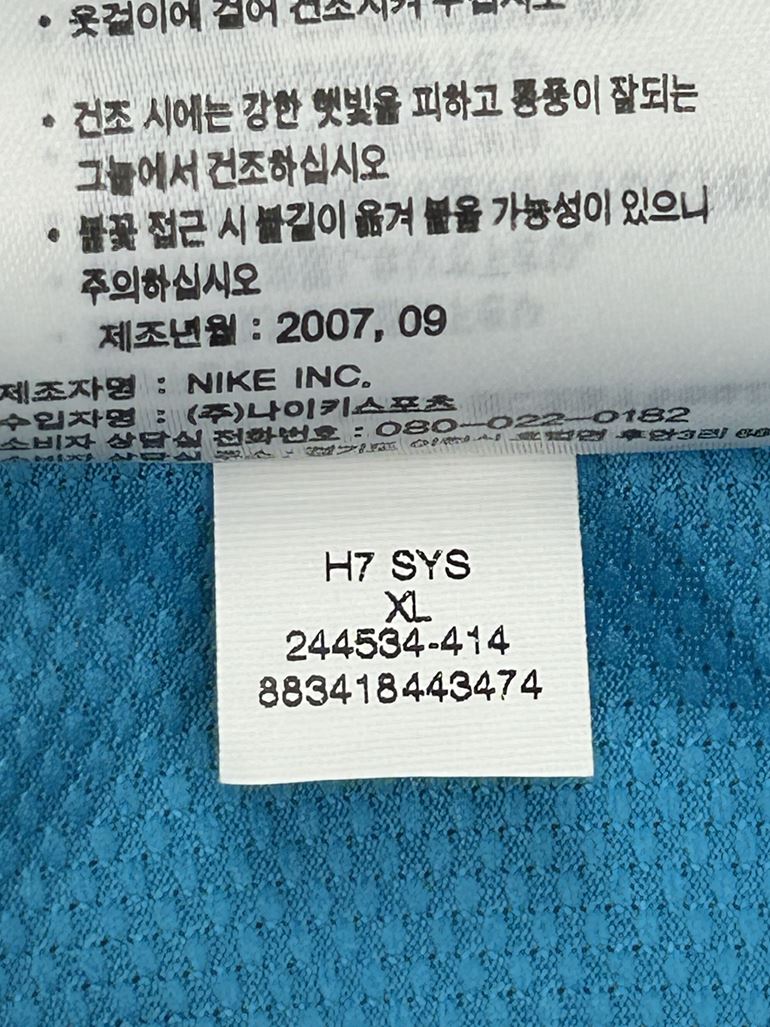 • 옷걸이에 걸어 건조시켜 주십시오
• 건조 시에는 강한 햇빛을 피하고 통풍이 잘되는
그늘에서 건조하십시오
• 불꽃 접근 시 불길이 옮겨 붙을 가능성이 있으니
주의하십시오
제조년월 : 2007, 09
제조자명 : NIKE INC.
수입자명 : (주)나이키스포츠
소비자 상담실 전화번호 : 080-022-0182
H7 SYS
XL
244534-414
883418443474